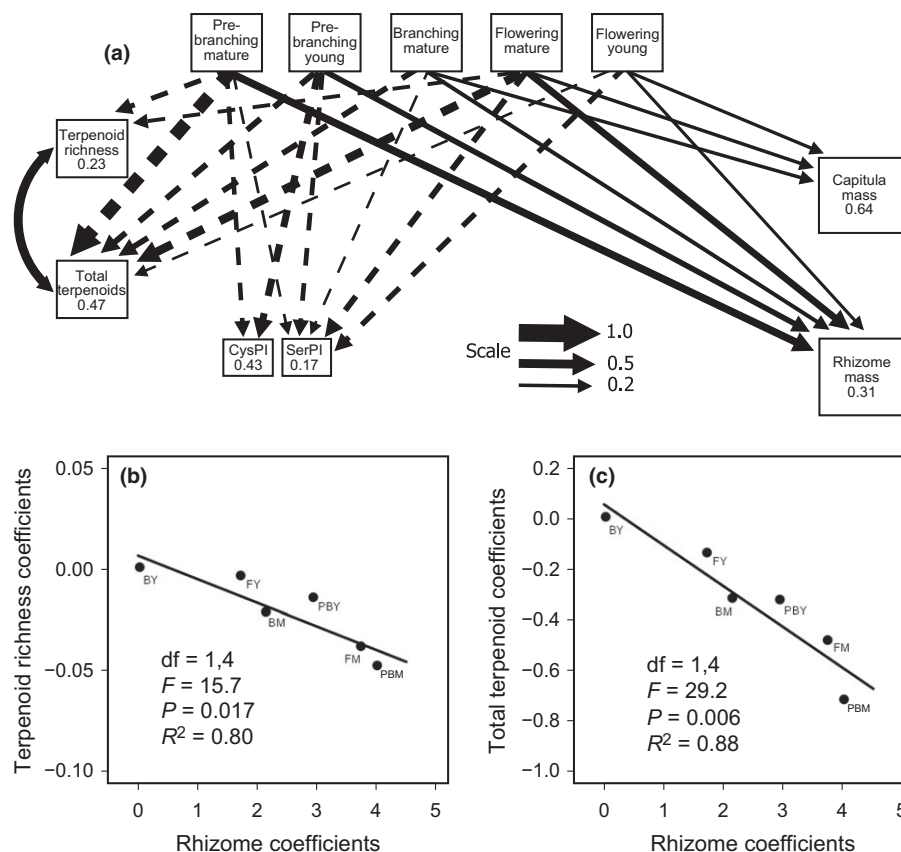 (a)
Pre-
branching
mature
Pre-
branching
young
Branching
mature
Flowering
mature
Flowering
young
Terpenoid
richness
0.23
Total
terpenoids
0.47
CysPI
0.43
SerPI
0.17
Capitula
mass
0.64
Rhizome
mass
0.31
Scale
1.0
0.5
0.2
(b)
Terpenoid richness coefficients
0.05
0.00
−0.05
−0.10
BY
FY
BM
PBY
FM
PBM
df = 1,4
F = 15.7
P = 0.017
R² = 0.80
0 1 2 3 4 5
Rhizome coefficients
(c)
Total terpenoid coefficients
0.2
0.0
−0.2
−0.4
−0.6
−0.8
−1.0
BY
FY
BM
PBY
FM
PBM
df = 1,4
F = 29.2
P = 0.006
R² = 0.88
0 1 2 3 4 5
Rhizome coefficients